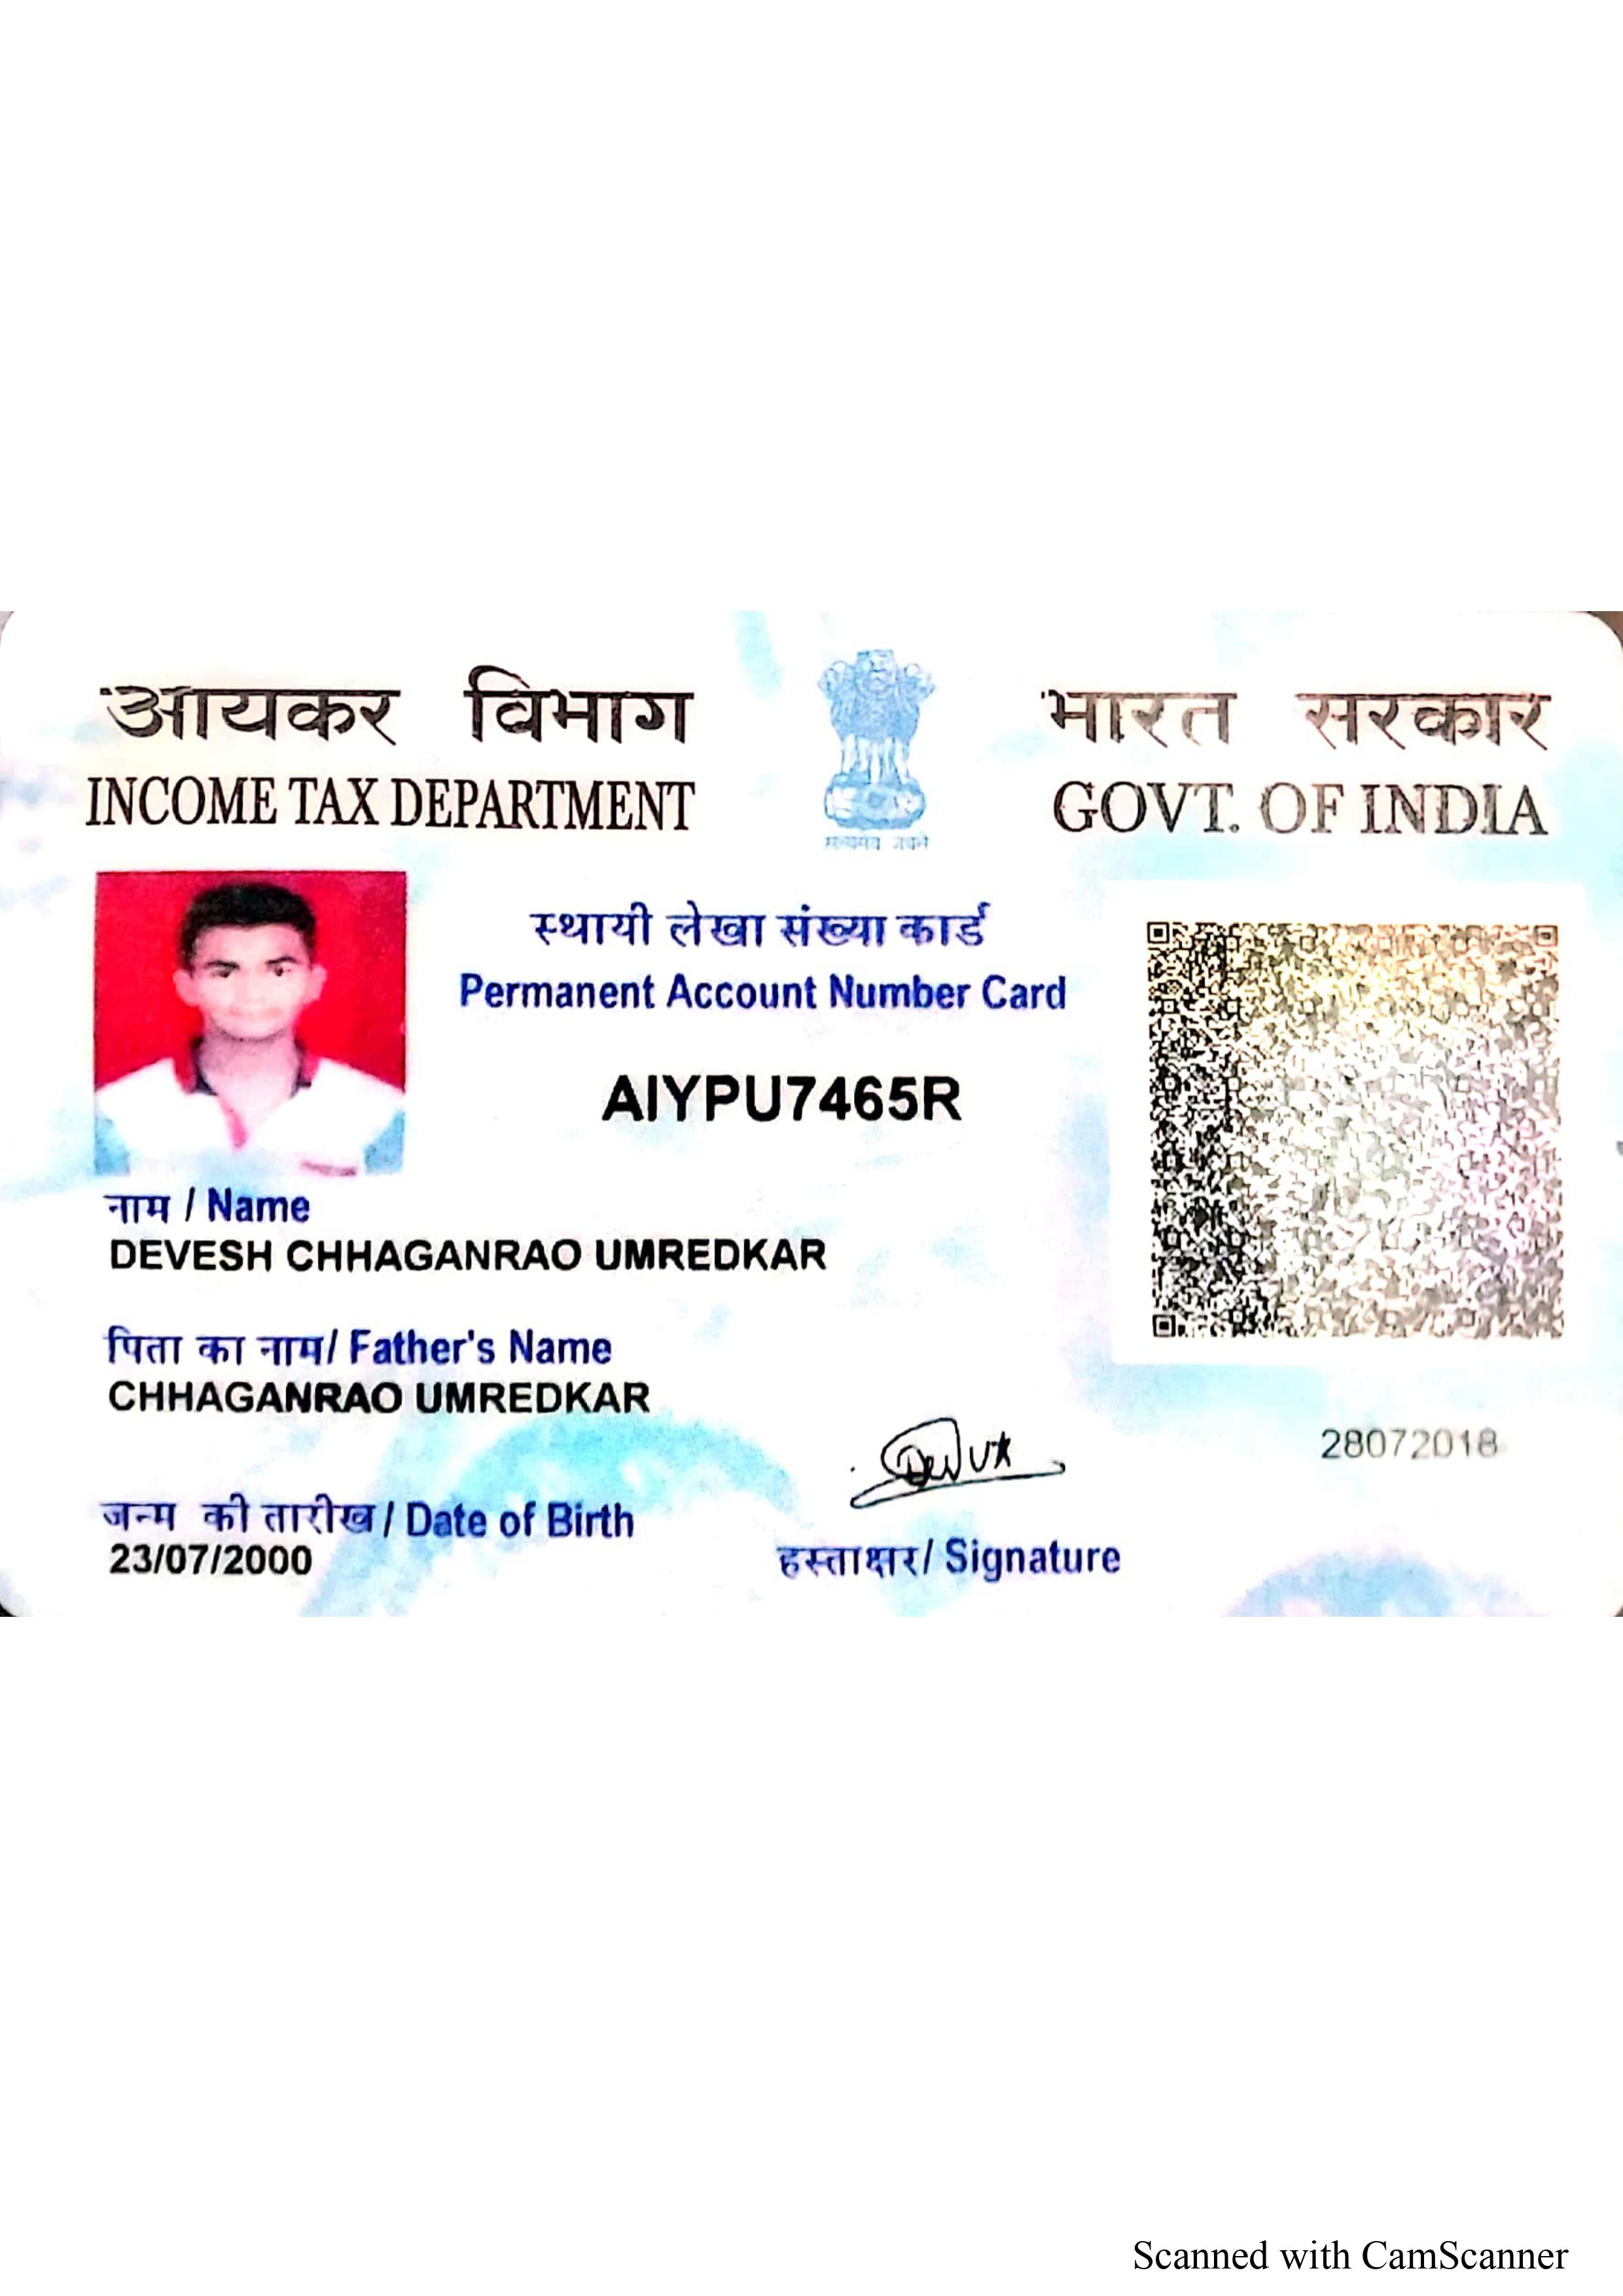 आयकर विभाग
INCOME TAX DEPARTMENT
सत्यमेव जयते
भारत सरकार
GOVT. OF INDIA
स्थायी लेखा संख्या कार्ड
Permanent Account Number Card
AIYPU7465R
नाम / Name
DEVESH CHHAGANRAO UMREDKAR
पिता का नाम/ Father's Name
CHHAGANRAO UMREDKAR
28072018
जन्म की तारीख / Date of Birth
23/07/2000
हस्ताक्षर/ Signature
Scanned with CamScanner